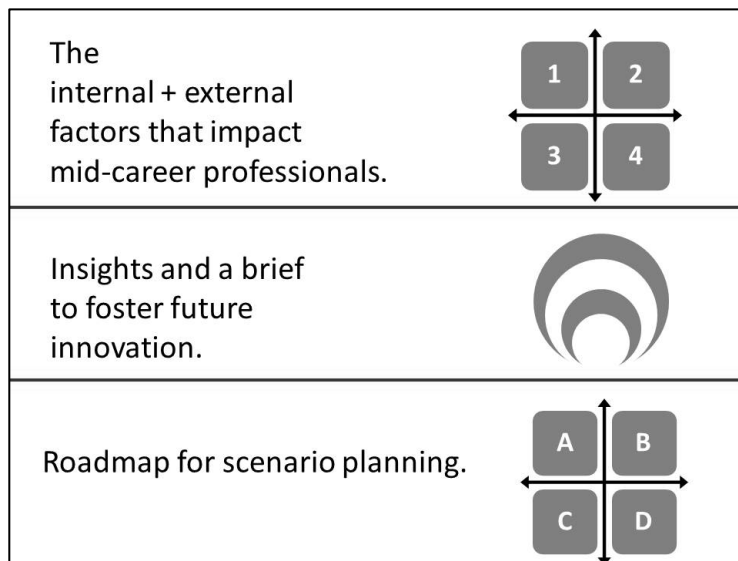 The
internal + external
factors that impact
mid-career professionals.
1 2
3 4
Insights and a brief
to foster future
innovation.
Roadmap for scenario planning.
A B
C D